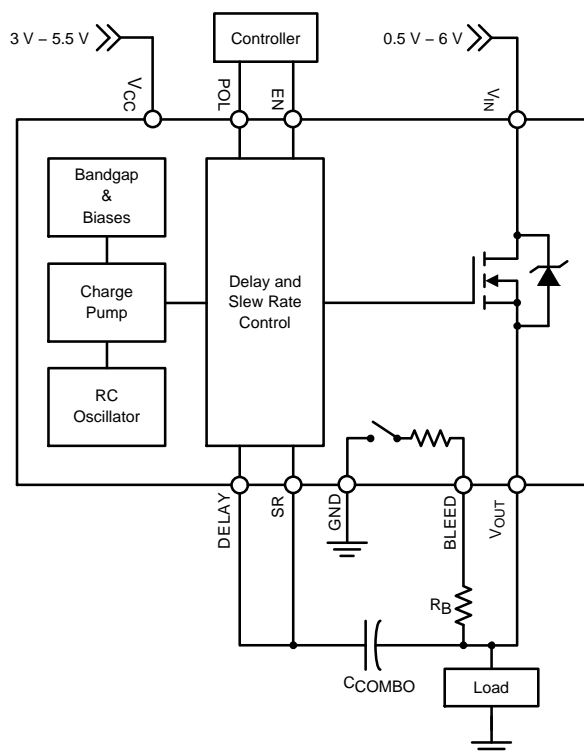 3 V – 5.5 V
Controller
0.5 V – 6 V
VCC
POL
EN
VIN
Bandgap
&
Biases
Charge
Pump
RC
Oscillator
Delay and
Slew Rate
Control
DELAY
SR
GND
BLEED
VOUT
RB
CCOMBO
Load